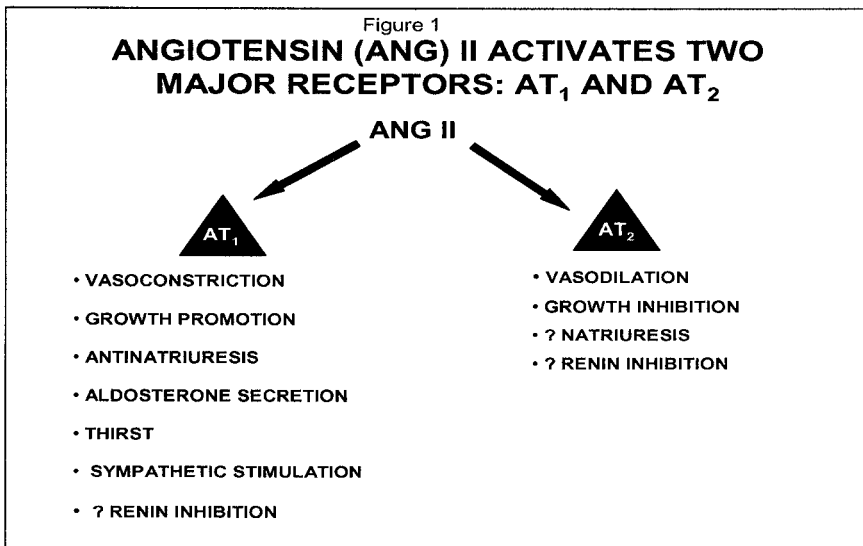 Figure 1
ANGIOTENSIN (ANG) II ACTIVATES TWO
MAJOR RECEPTORS: AT₁ AND AT₂
ANG II
AT₁
• VASOCONSTRICTION
• GROWTH PROMOTION
• ANTINATRIURESIS
• ALDOSTERONE SECRETION
• THIRST
• SYMPATHETIC STIMULATION
• ? RENIN INHIBITION
AT₂
• VASODILATION
• GROWTH INHIBITION
• ? NATRIURESIS
• ? RENIN INHIBITION